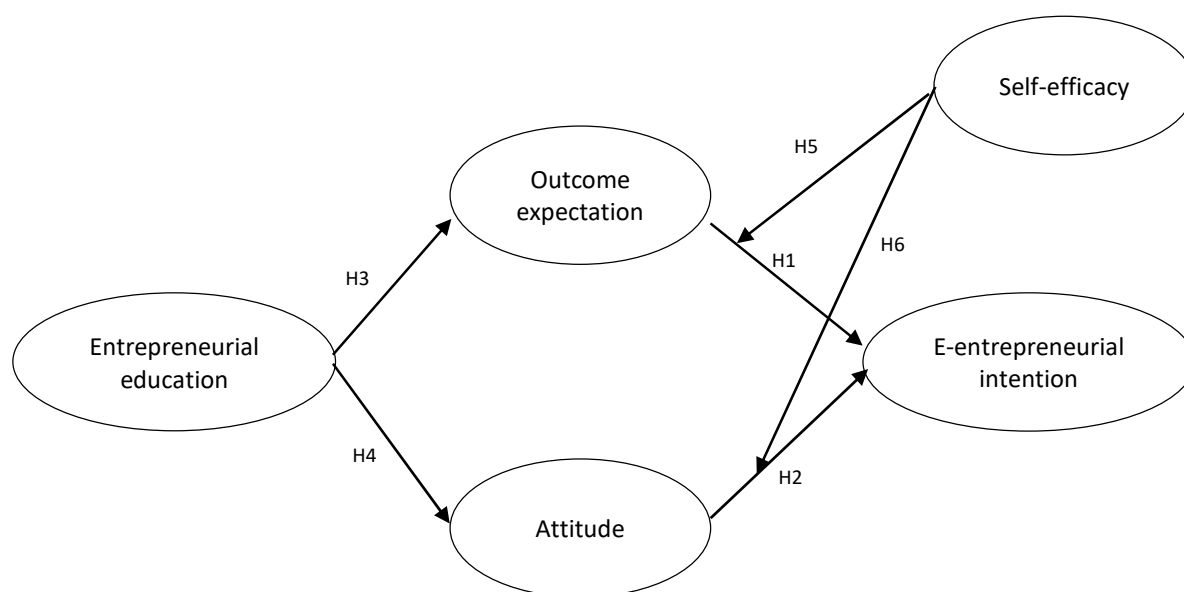 Self-efficacy
H5
Outcome
expectation
H6
H1
H3
Entrepreneurial
education
E-entrepreneurial
intention
H4
H2
Attitude